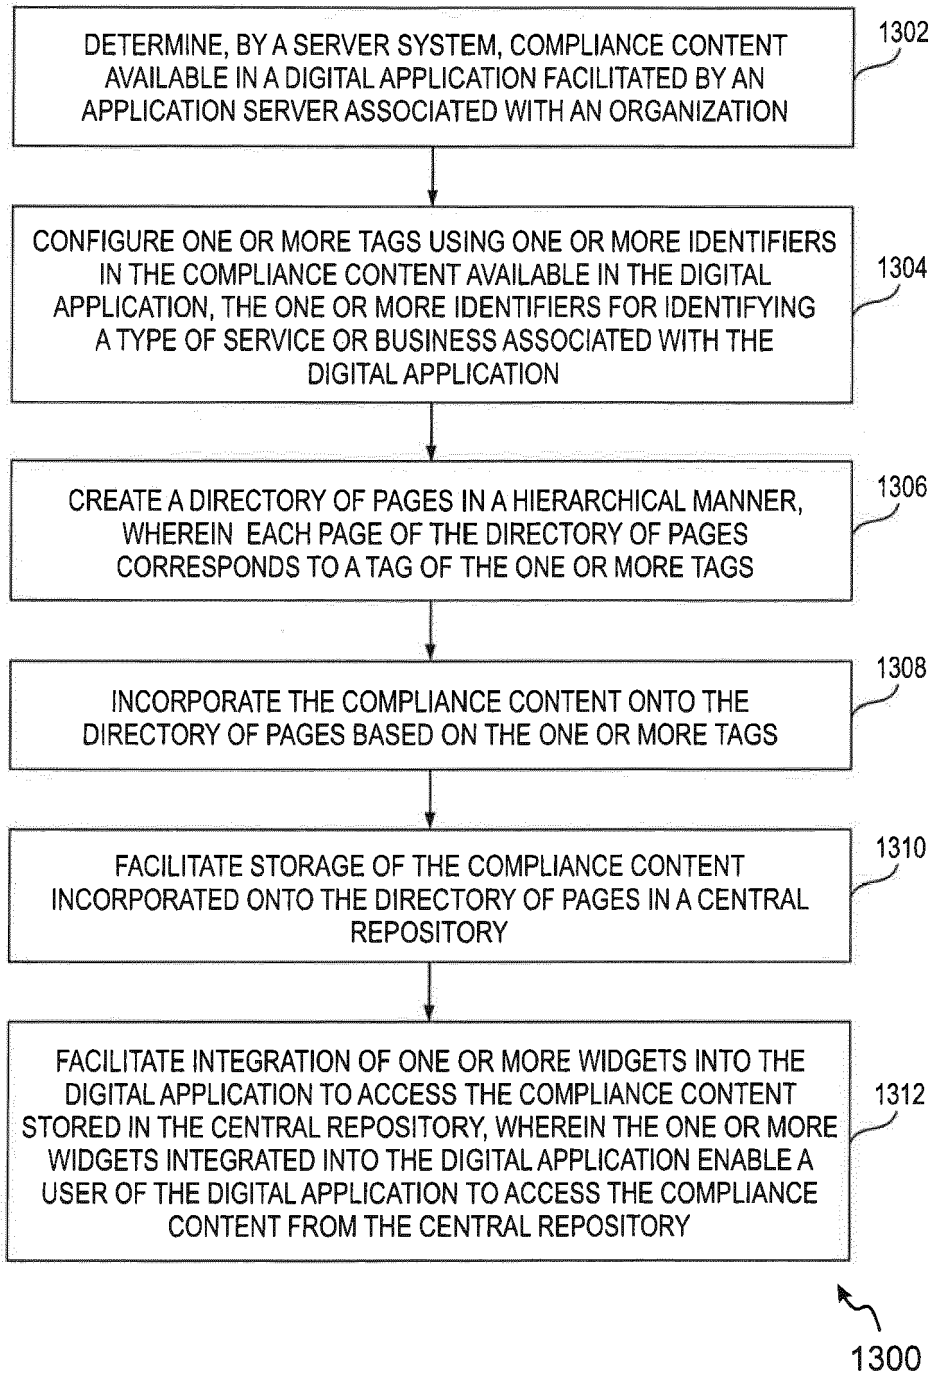 DETERMINE, BY A SERVER SYSTEM, COMPLIANCE CONTENT
AVAILABLE IN A DIGITAL APPLICATION FACILITATED BY AN
APPLICATION SERVER ASSOCIATED WITH AN ORGANIZATION
1302
CONFIGURE ONE OR MORE TAGS USING ONE OR MORE IDENTIFIERS
IN THE COMPLIANCE CONTENT AVAILABLE IN THE DIGITAL
APPLICATION, THE ONE OR MORE IDENTIFIERS FOR IDENTIFYING
A TYPE OF SERVICE OR BUSINESS ASSOCIATED WITH THE
DIGITAL APPLICATION
1304
CREATE A DIRECTORY OF PAGES IN A HIERARCHICAL MANNER,
WHEREIN EACH PAGE OF THE DIRECTORY OF PAGES
CORRESPONDS TO A TAG OF THE ONE OR MORE TAGS
1306
INCORPORATE THE COMPLIANCE CONTENT ONTO THE
DIRECTORY OF PAGES BASED ON THE ONE OR MORE TAGS
1308
FACILITATE STORAGE OF THE COMPLIANCE CONTENT
INCORPORATED ONTO THE DIRECTORY OF PAGES IN A CENTRAL
REPOSITORY
1310
FACILITATE INTEGRATION OF ONE OR MORE WIDGETS INTO THE
DIGITAL APPLICATION TO ACCESS THE COMPLIANCE CONTENT
STORED IN THE CENTRAL REPOSITORY, WHEREIN THE ONE OR MORE
WIDGETS INTEGRATED INTO THE DIGITAL APPLICATION ENABLE A
USER OF THE DIGITAL APPLICATION TO ACCESS THE COMPLIANCE
CONTENT FROM THE CENTRAL REPOSITORY
1312
1300